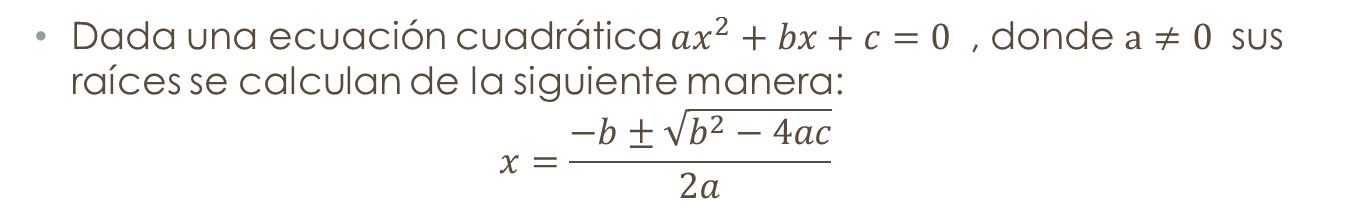 • Dada una ecuación cuadrática ax² + bx + c = 0 , donde a ≠ 0 sus
raíces se calculan de la siguiente manera:
x = (−b ± √(b² − 4ac)) / 2a